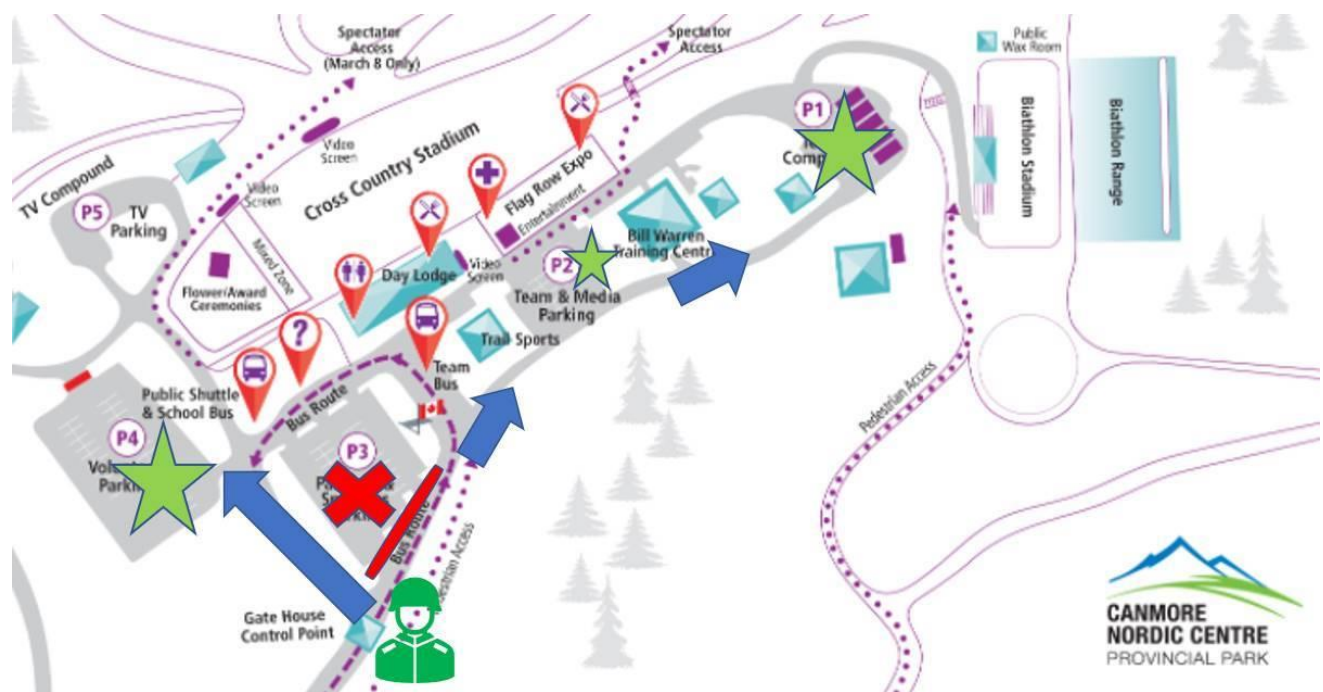 Spectator
Access
(March 8 Only)
Spectator
Access
Public
Wax Room
P1
Video
Screen
Cross Country Stadium
TV Compound
P5
TV
Parking
Video
Screen
Flag Row Expo
Entertainment
Biathlon Stadium
Biathlon Range
Mixed Zone
Flower/Award
Ceremonies
Day Lodge
Video
Screen
P2
Team & Media
Parking
Bill Warren
Training
?
Trail Sports
Team
Bus
Public Shuttle
& School Bus
Bus Route
P4
P3
Bus Route
Pedestrian Access
Access
Gate House
Control Point
CANMORE
NORDIC CENTRE
PROVINCIAL PARK